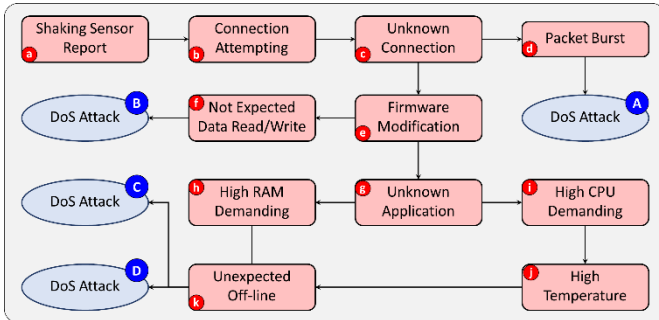 Shaking Sensor
Report
a
Connection
Attempting
b
Unknown
Connection
c
Packet Burst
d
DoS Attack
B
Not Expected
Data Read/Write
f
Firmware
Modification
e
DoS Attack
A
DoS Attack
C
High RAM
Demanding
h
Unknown
Application
g
High CPU
Demanding
i
DoS Attack
D
Unexpected
Off-line
k
High
Temperature
j